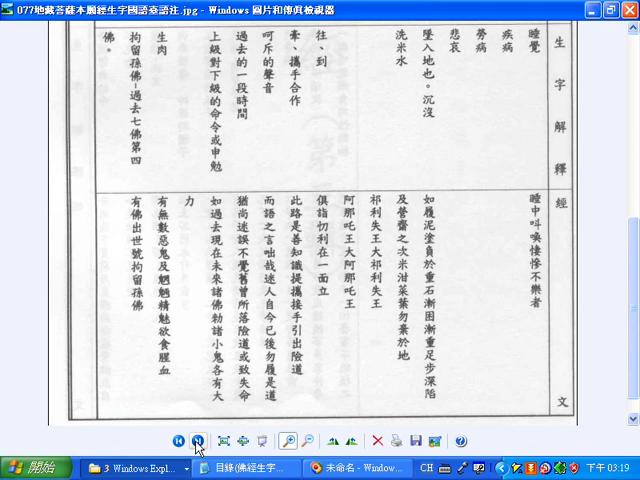 077地藏菩薩本願經生字國語臺語注.jpg - Windows 圖片和傳真檢視器
生字解釋
睡覺
疾病
勞病
悲哀
墜入地也。沉沒
洗米水
往、到
牽、攜手合作
呵斥的聲音
過去的一段時間
上級對下級的命令或申勉
生肉
拘留孫佛–過去七佛第四
佛。
經文
睡中叫喚悽慘不樂者
如履泥塗負於重石漸困漸重足步深陷
及營齋之次米泔菜葉勿棄於地
祁利失王大祁利失王
阿那吒王大阿那吒王
俱詣忉利在一面立
此路是善知識提攜接手引出險道
而語之言咄哉迷人自今已後勿履是道
猶尚迷誤不覺舊曾所落險道或致失命
如過去現在未來諸佛勅諸小鬼各有大
力
有無數惡鬼及魍魎精魅欲食腥血
有佛出世號拘留孫佛
開始
3 Windows Expl...
目錄(佛經生字...
未命名 - Window...
CH
下午 03:19